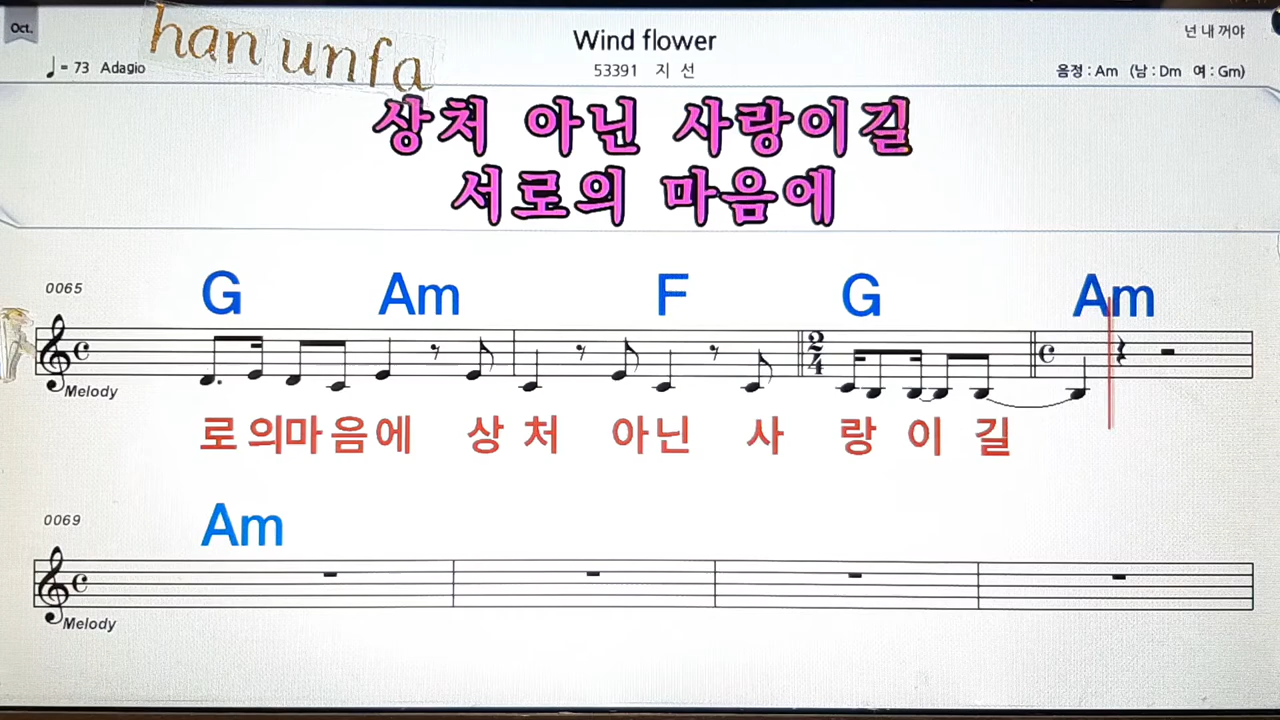 Oct.
han unfa
Wind flower
넌 내 꺼야
♩= 73 Adagio
53391 지 선
음정 : Am (남 : Dm 여 : Gm)
상쳐 아닌 사랑이길
서로의 마음에
0065
G Am F G Am
Melody
로 의마 음에 상 처 아닌 사 랑 이 길
0069
Am
Melody